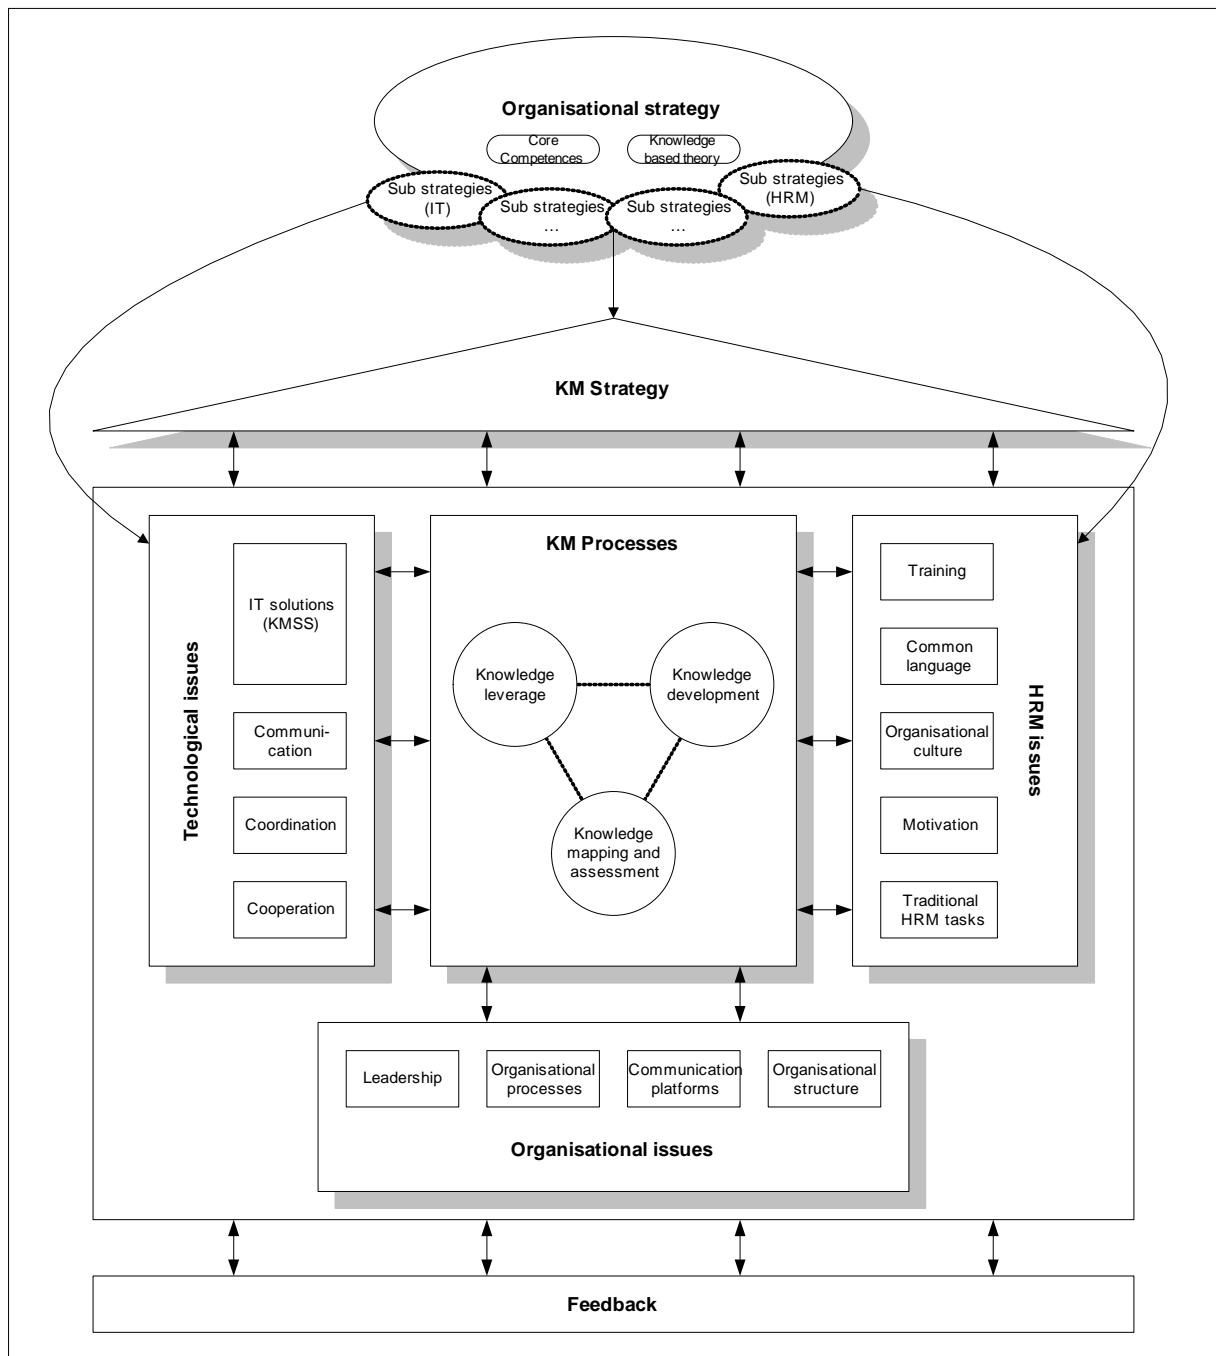 Organisational strategy
Core
Competences
Knowledge
based theory
Sub strategies
(IT)
Sub strategies
...
Sub strategies
...
Sub strategies
(HRM)
KM Strategy
Technological issues
IT solutions
(KMSS)
Communi-
cation
Coordination
Cooperation
KM Processes
Knowledge
leverage
Knowledge
development
Knowledge
mapping and
assessment
Training
Common
language
Organisational
culture
Motivation
Traditional
HRM tasks
HRM issues
Leadership
Organisational
processes
Communication
platforms
Organisational
structure
Organisational issues
Feedback